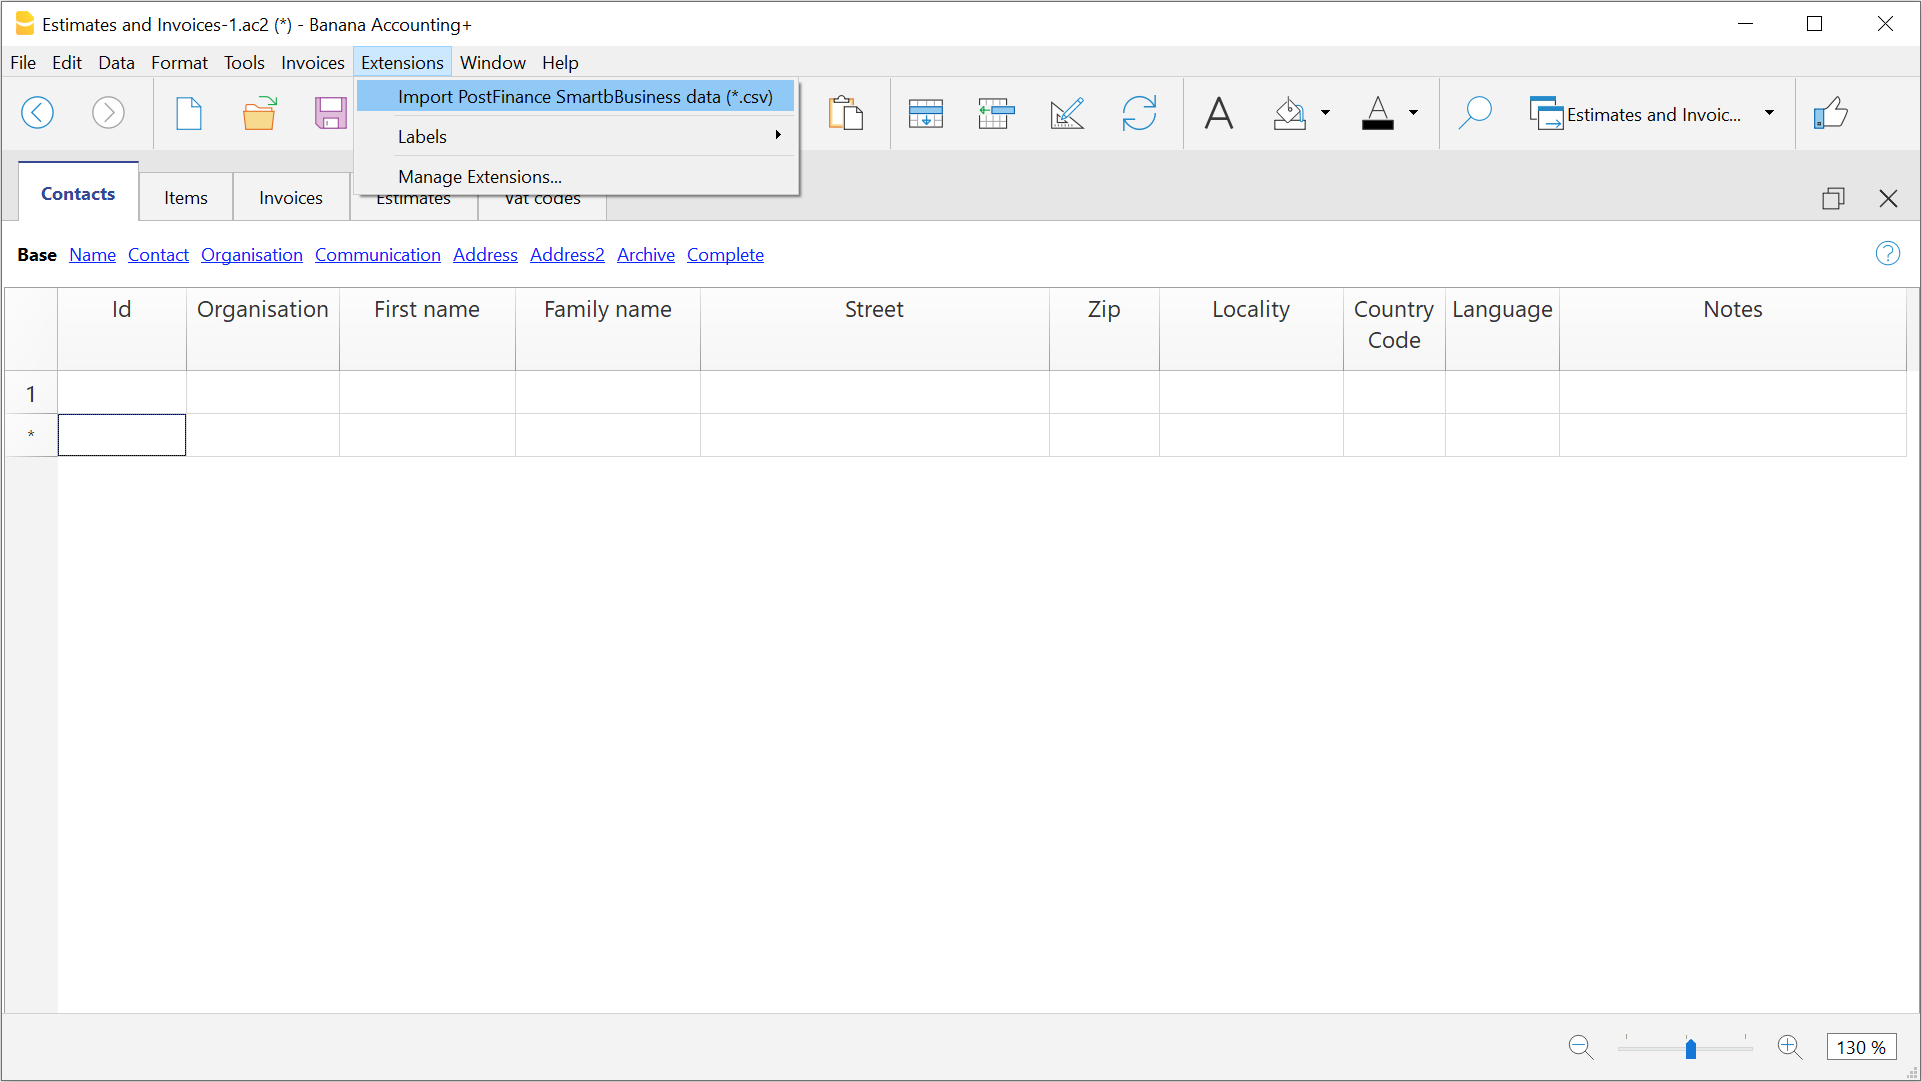 Estimates and Invoices-1.ac2 (*) - Banana Accounting+
File Edit Data Format Tools Invoices Extensions Window Help
Import PostFinance SmartbBusiness data (*.csv)
Labels
Manage Extensions...
A A Estimates and Invoic...
Contacts Items Invoices Estimates Vat codes
Base Name Contact Organisation Communication Address Address2 Archive Complete ?
Id Organisation First name Family name Street Zip Locality Country Code Language Notes
1
*
130 %